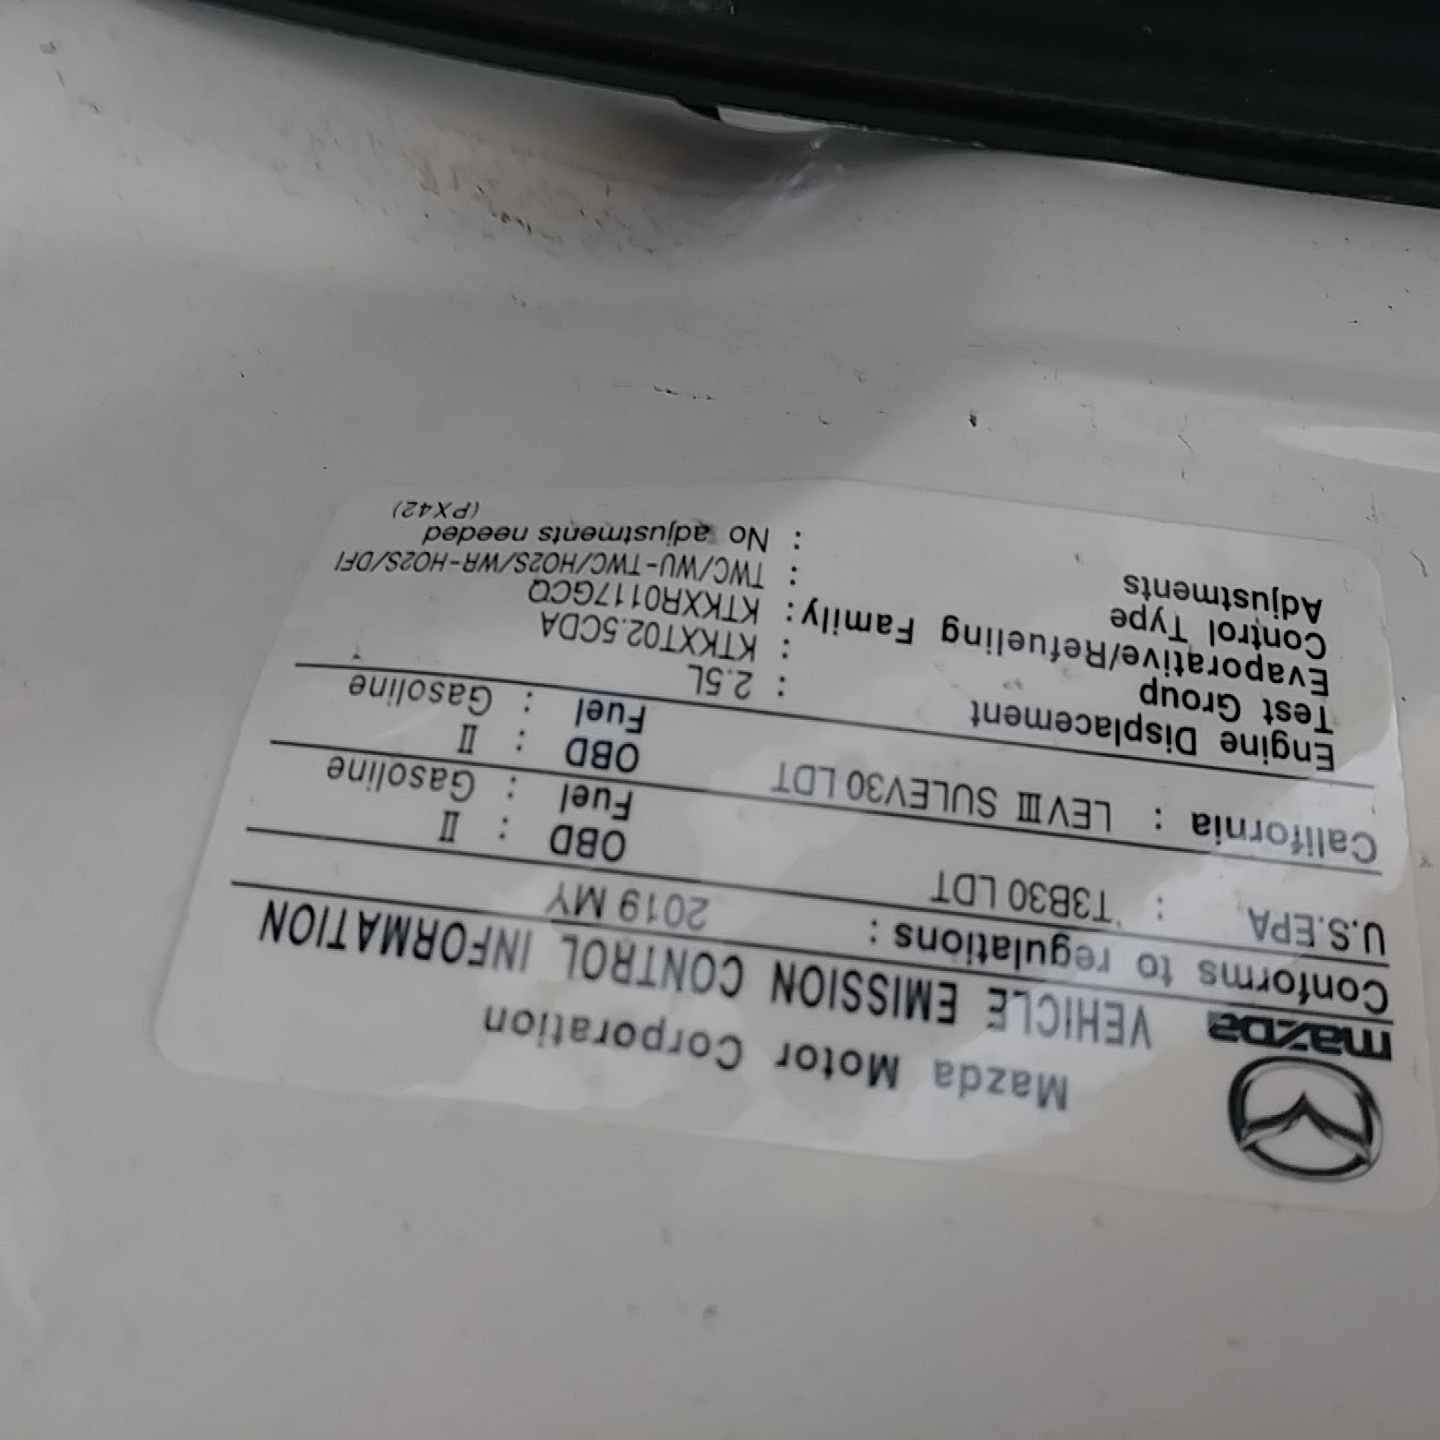 Mazda Motor Corporation
mazda VEHICLE EMISSION CONTROL INFORMATION
Conforms to regulations : 2019 MY
U.S.EPA : T3B30 LDT OBD : II
Fuel : Gasoline
California : LEVIII SULEV30 LDT OBD : II
Fuel : Gasoline
Engine Displacement : 2.5L
Test Group : KTKXT02.5CDA
Evaporative/Refueling Family : KTKXR0117GCQ
Control Type : TWC/WU-TWC/HO2S/WR-HO2S/DFI
Adjustments : No adjustments needed
(PX42)